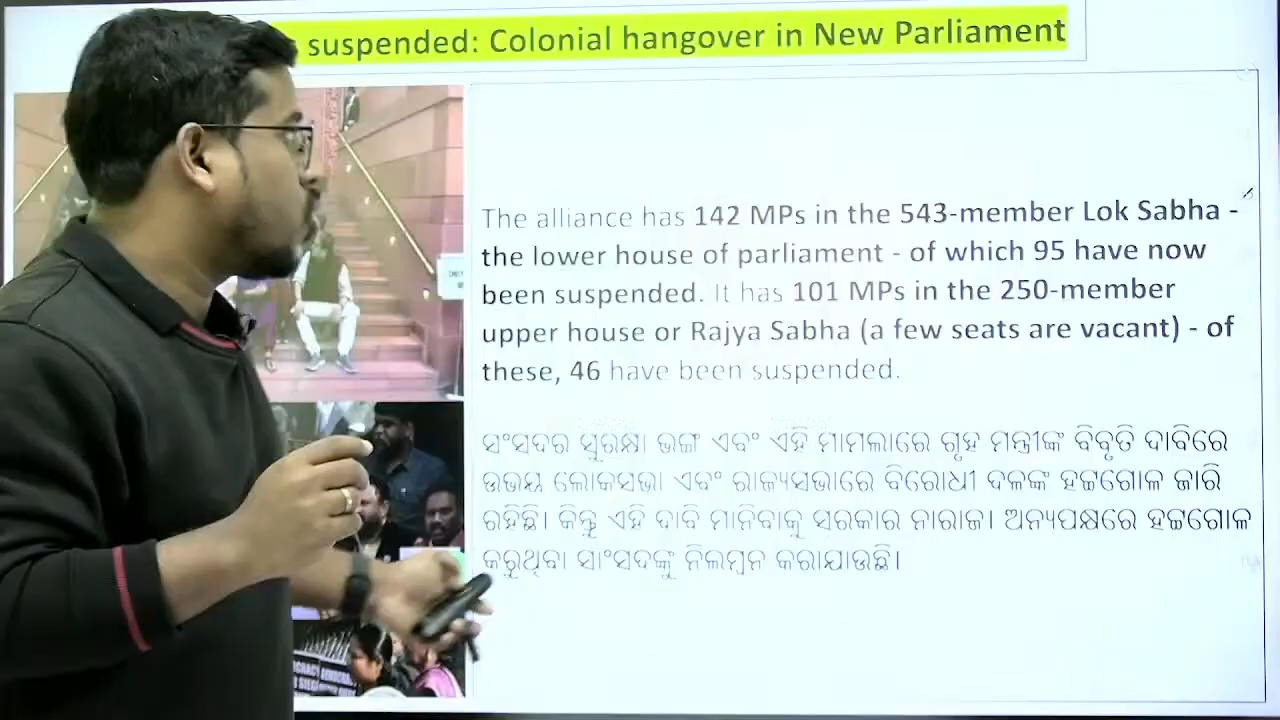 suspended: Colonial hangover in New Parliament
The alliance has 142 MPs in the 543-member Lok Sabha -
the lower house of parliament - of which 95 have now
been suspended. It has 101 MPs in the 250-member
upper house or Rajya Sabha (a few seats are vacant) - of
these, 46 have been suspended.
ସଂସଦର ସୁରକ୍ଷା ଭଙ୍ଗ ଏବଂ ଏହି ମାମଲାରେ ଗୃହ ମନ୍ତ୍ରୀଙ୍କ ବିବୃତି ଦାବିରେ
ଉଭୟ ଲୋକସଭା ଏବଂ ରାଜ୍ୟସଭାରେ ବିରୋଧୀ ଦଳଙ୍କ ହଟ୍ଟଗୋଳ ଜାରି
ରହିଛି। କିନ୍ତୁ ଏହି ଦାବି ମାନିବାକୁ ସରକାର ନାରାଜ। ଅନ୍ୟପକ୍ଷରେ ହଟ୍ଟଗୋଳ
କରୁଥିବା ସାଂସଦଙ୍କୁ ନିଲମ୍ବନ କରାଯାଉଛି।